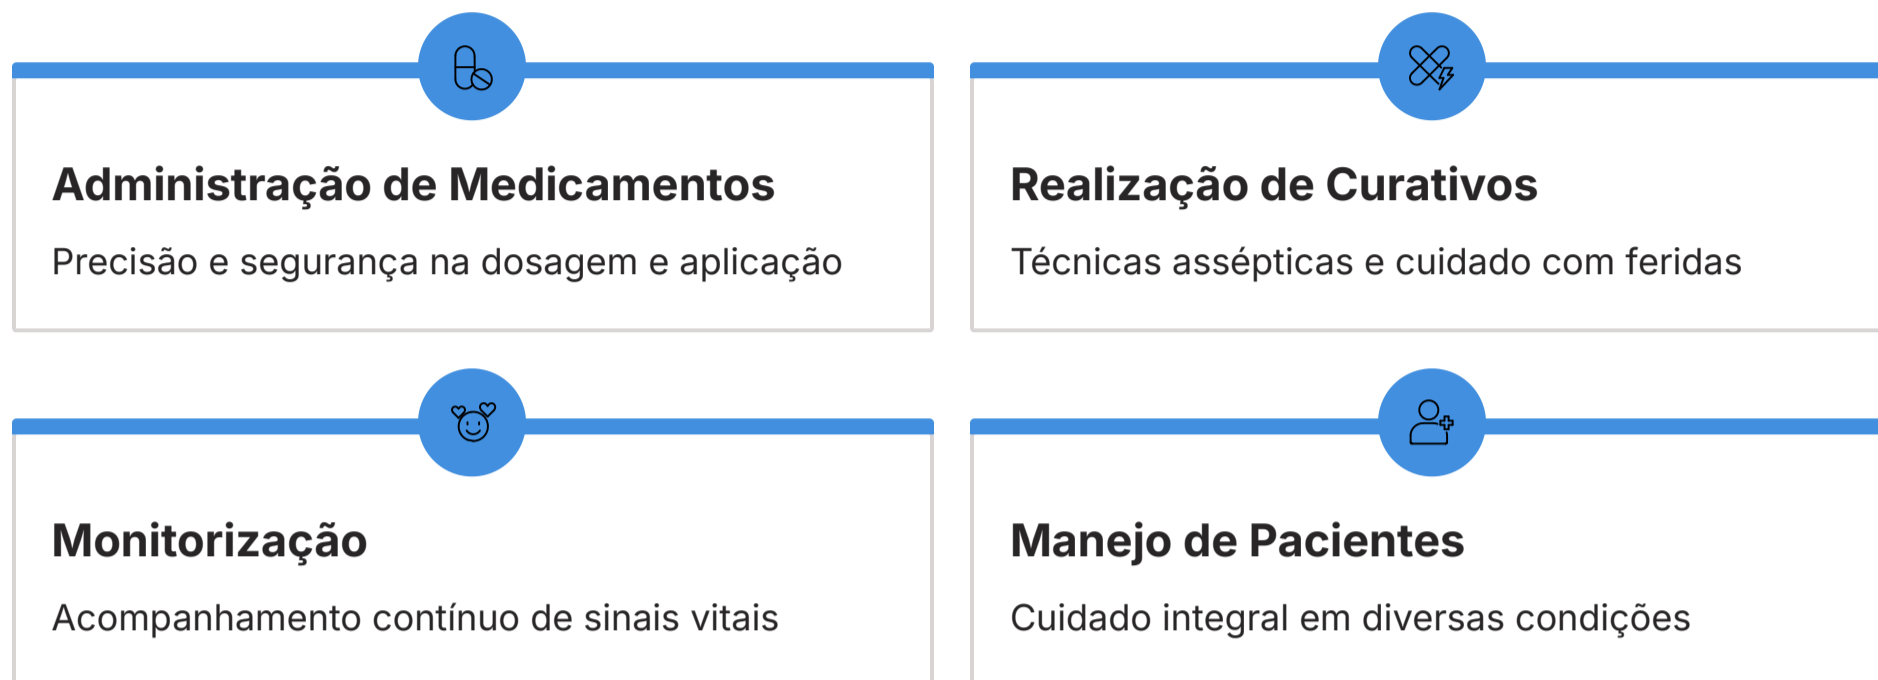 Administração de Medicamentos
Precisão e segurança na dosagem e aplicação
Realização de Curativos
Técnicas assépticas e cuidado com feridas
Monitorização
Acompanhamento contínuo de sinais vitais
Manejo de Pacientes
Cuidado integral em diversas condições